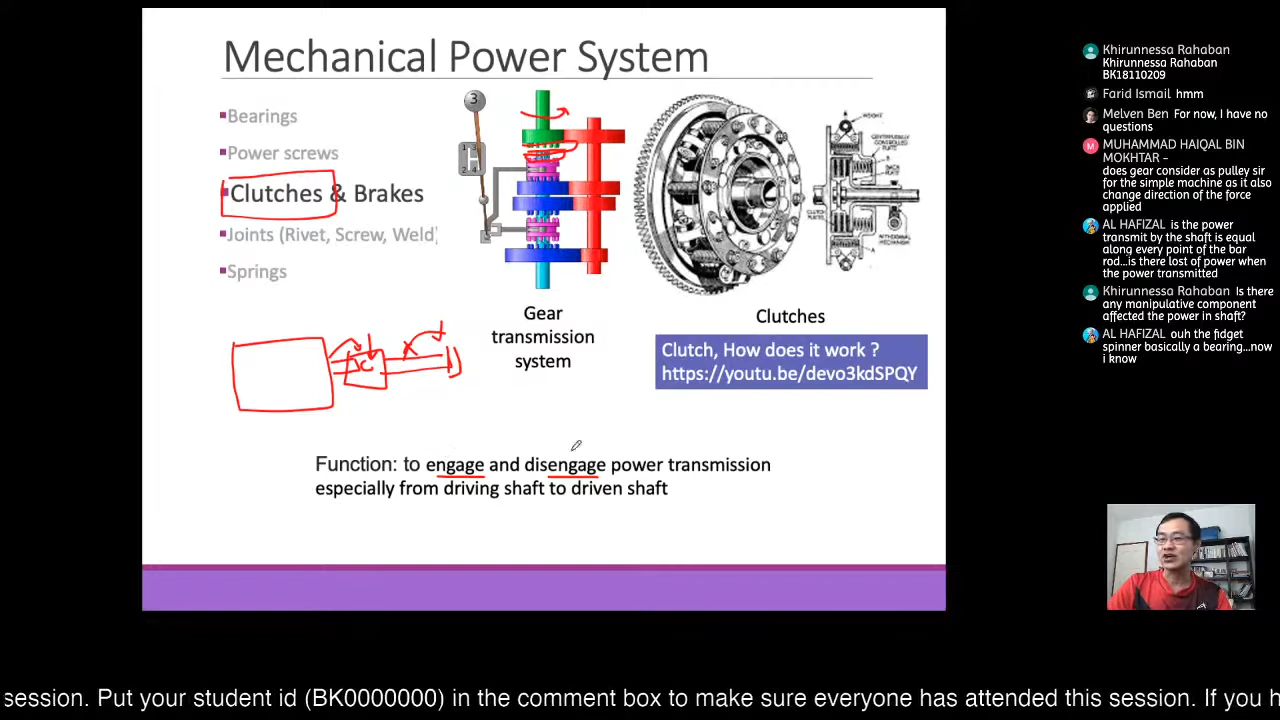 Mechanical Power System
Bearings
Power screws
Clutches & Brakes
Joints (Rivet, Screw, Weld)
Springs
3
Gear
transmission
system
WEIGHT
Clutches
Clutch, How does it work ?
https://youtu.be/devo3kdSPQY
C
Function: to engage and disengage power transmission
especially from driving shaft to driven shaft
Khirunnessa Rahaban
Khirunnessa Rahaban
BK18110209
Farid Ismail hmm
Melven Ben For now, I have no
questions
MUHAMMAD HAIQAL BIN
MOKHTAR –
does gear consider as pulley sir
for the simple machine as it also
change direction of the force
applied
AL HAFIZAL is the power
transmit by the shaft is equal
along every point of the bar
rod...is there lost of power when
the power transmitted
Khirunnessa Rahaban Is there
any manipulative component
affected the power in shaft?
AL HAFIZAL ouh the fidget
spinner basically a bearing...now
i know
session. Put your student id (BK0000000) in the comment box to make sure everyone has attended this session. If you h